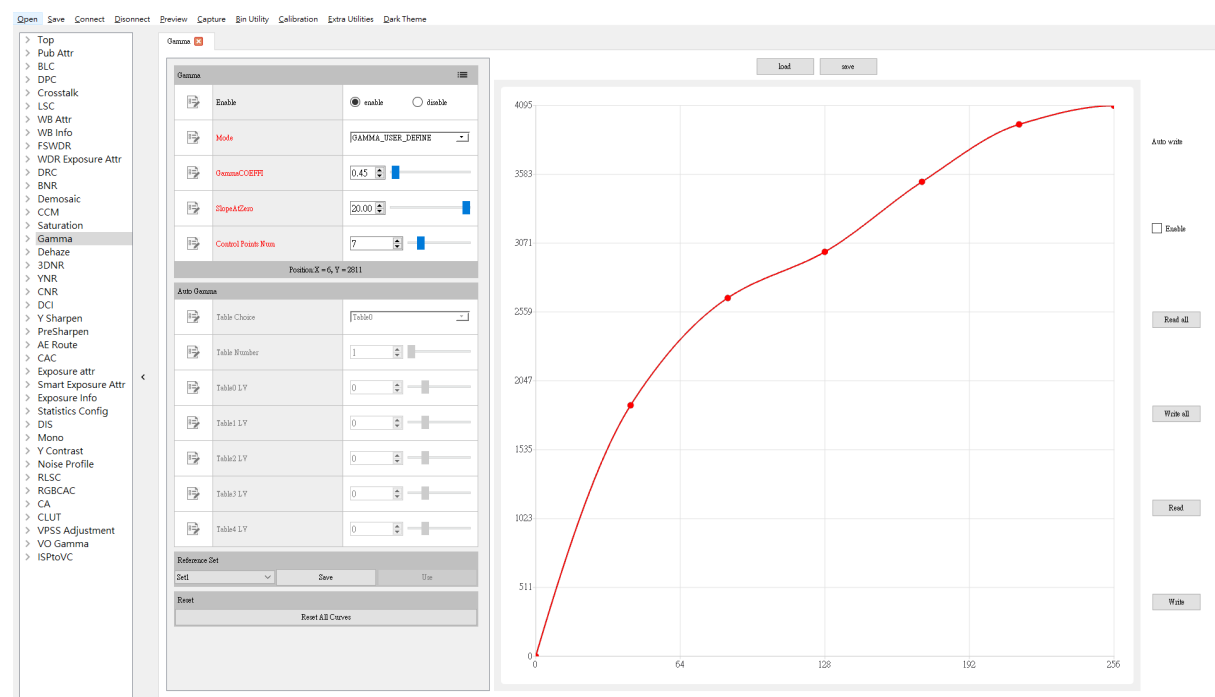 Open Save Connect Disonnect Preview Capture Bin Utility Calibration Extra Utilities Dark Theme
Top
Pub Attr
BLC
DPC
Crosstalk
LSC
WB Attr
WB Info
FSWDR
WDR Exposure Attr
DRC
BNR
Demosaic
CCM
Saturation
Gamma
Dehaze
3DNR
YNR
CNR
DCI
Y Sharpen
PreSharpen
AE Route
CAC
Exposure attr
Smart Exposure Attr
Exposure Info
Statistics Config
DIS
Mono
Y Contrast
Noise Profile
RLSC
RGBCAC
CA
CLUT
VPSS Adjustment
VO Gamma
ISPtoVC
Gamma
Gamma
Enable enable disable
Mode GAMMA_USER_DEFINE
GammaCOEFFI 0.45
SlopeAtZero 20.00
Control Points Num 7
Position:X = 6, Y = 2811
Auto Gamma
Table Choice Table0
Table Number 1
Table0 LV 0
Table1 LV 0
Table2 LV 0
Table3 LV 0
Table4 LV 0
Reference Set
Set1 Save Use
Reset
Reset All Curves
load save
4095
3583
3071
2559
2047
1535
1023
511
0
0 64 128 192 256
Auto write
Enable
Read all
Write all
Read
Write